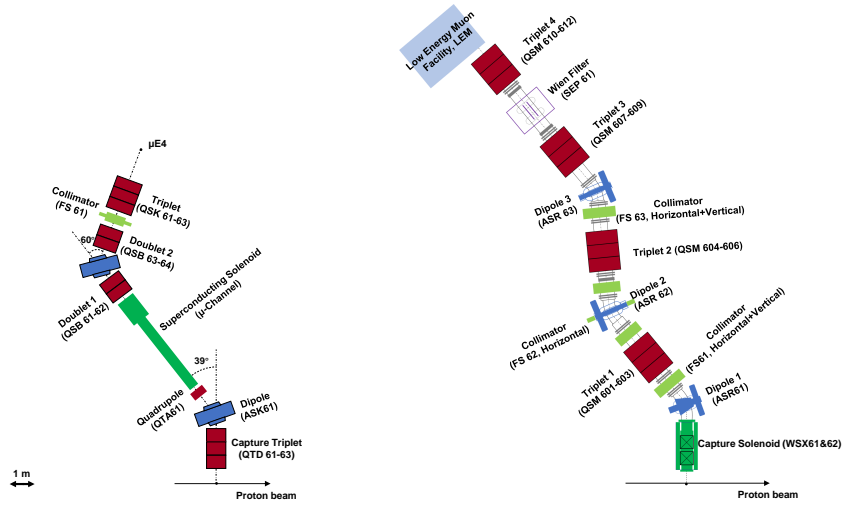 μE4
Collimator
(FS 61)
Triplet
(QSK 61-63)
60°
Doublet 2
(QSB 63-64)
Doublet 1
(QSB 61-62)
Superconducting Solenoid
(μ-Channel)
39°
Quadrupole
(QTA61)
Dipole
(ASK61)
Capture Triplet
(QTD 61-63)
1 m
Proton beam
Low Energy Muon
Facility, LEM
Triplet 4
(QSM 610-612)
Wien Filter
(SEP 61)
Triplet 3
(QSM 607-609)
Dipole 3
(ASR 63)
Collimator
(FS 63, Horizontal+Vertical)
Triplet 2 (QSM 604-606)
Dipole 2
(ASR 62)
Collimator
(FS 62, Horizontal)
Collimator
(FS61, Horizontal+Vertical)
Triplet 1
(QSM 601-603)
Dipole 1
(ASR61)
Capture Solenoid (WSX61&62)
Proton beam